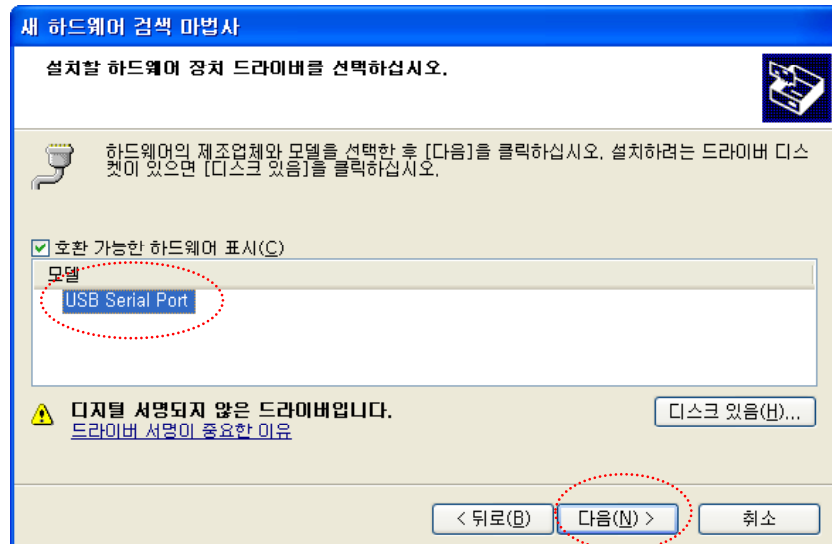 새 하드웨어 검색 마법사
설치할 하드웨어 장치 드라이버를 선택하십시오.
하드웨어의 제조업체와 모델을 선택한 후 [다음]을 클릭하십시오. 설치하려는 드라이버 디스
켓이 있으면 [디스크 있음]을 클릭하십시오.
호환 가능한 하드웨어 표시(C)
모델
USB Serial Port
디지털 서명되지 않은 드라이버입니다.
디스크 있음(H)...
드라이버 서명이 중요한 이유
< 뒤로(B) 다음(N) > 취소